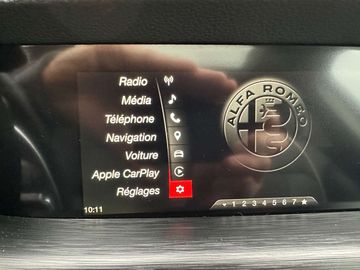 Radio
Média
Téléphone
Navigation
Voiture
Apple CarPlay
Réglages
10:11
ALFA ROMEO
+ 1 2 3 4 5 6 7 ★